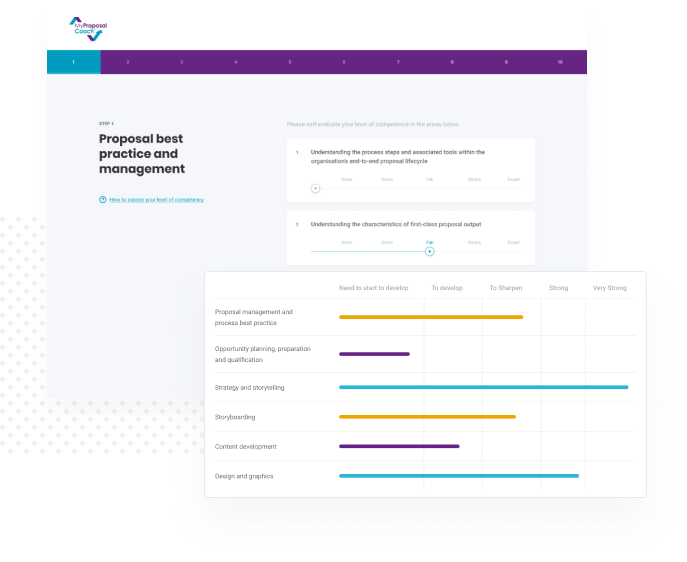 MyProposal
Coach
1 2 3 4 5 6 7 8 9 10
STEP 1
Proposal best
practice and
management
How to assess your level of competency
Please self-evaluate your level of competence in the areas below
1 Understanding the process steps and associated tools within the
organisation's end-to-end proposal lifecycle
None Some Fair Strong Expert
2 Understanding the characteristics of first-class proposal output
None Some Fair Strong Expert
Need to start to develop To develop To Sharpen Strong Very Strong
Proposal management and
process best practice
Opportunity planning, preparation
and qualification
Strategy and storytelling
Storyboarding
Content development
Design and graphics